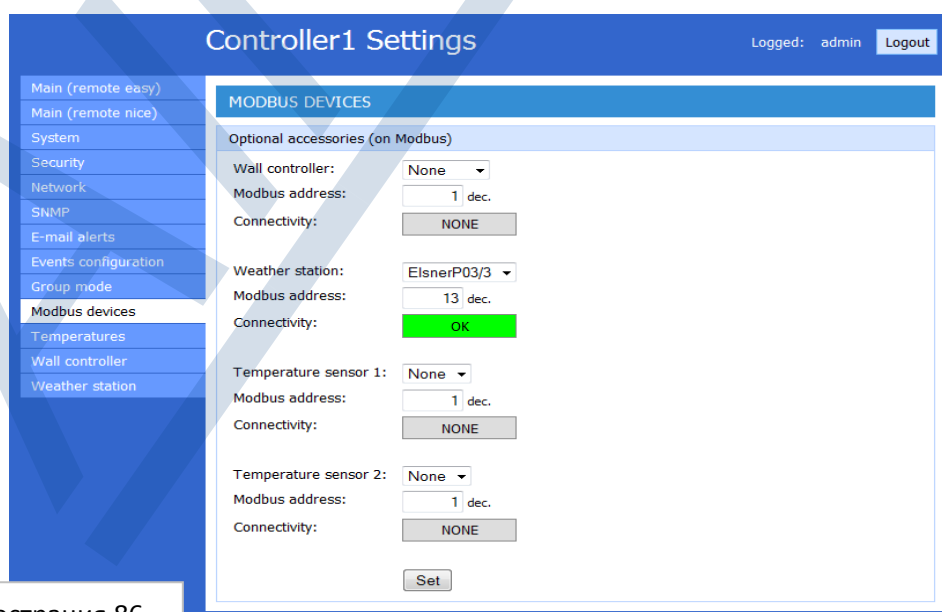 Controller1 Settings
Logged: admin Logout
Main (remote easy)
Main (remote nice)
System
Security
Network
SNMP
E-mail alerts
Events configuration
Group mode
Modbus devices
Temperatures
Wall controller
Weather station
MODBUS DEVICES
Optional accessories (on Modbus)
Wall controller: None
Modbus address: 1 dec.
Connectivity: NONE
Weather station: ElsnerP03/3
Modbus address: 13 dec.
Connectivity: OK
Temperature sensor 1: None
Modbus address: 1 dec.
Connectivity: NONE
Temperature sensor 2: None
Modbus address: 1 dec.
Connectivity: NONE
Set